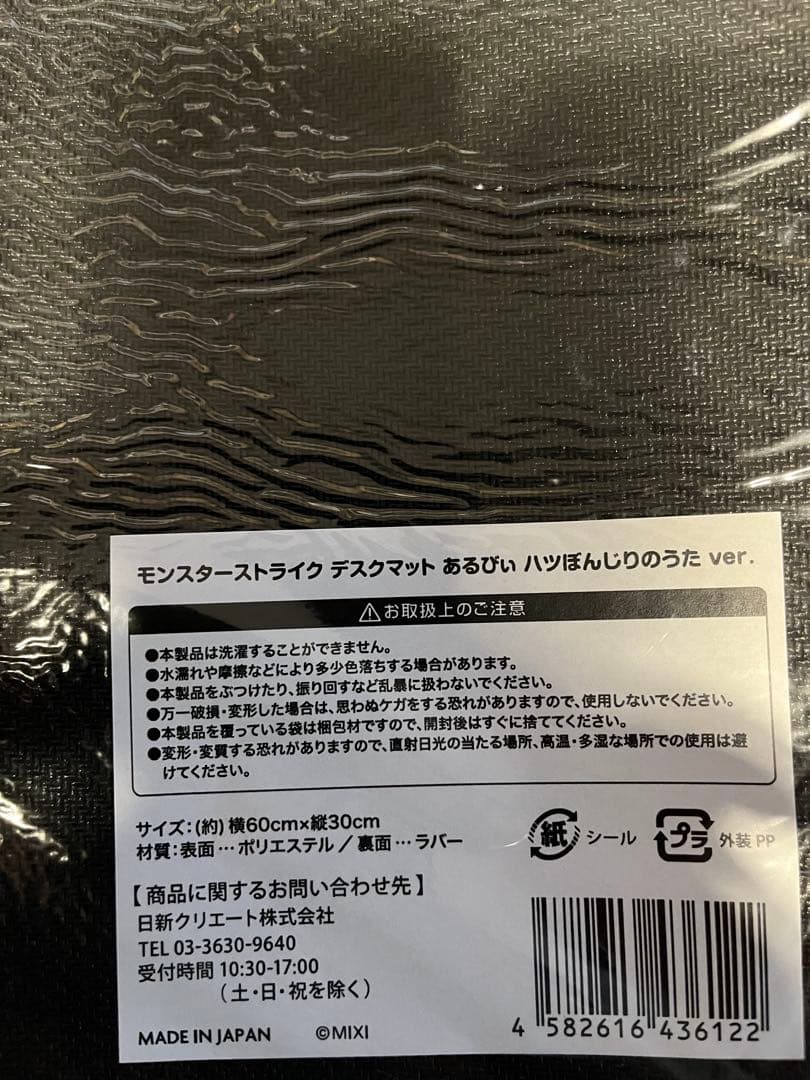 モンスターストライク デスクマット あるびぃ ハツぼんじりのうた ver.
⚠お取扱上のご注意
●本製品は洗濯することができません。
●水濡れや摩擦などにより多少色落ちする場合があります。
●本製品をぶつけたり、振り回すなど乱暴に扱わないでください。
●万一破損・変形した場合は、思わぬケガをする恐れがありますので、使用しないでください。
●本製品を覆っている袋は梱包材ですので、開封後はすぐに捨ててください。
●変形・変質する恐れがありますので、直射日光の当たる場所、高温・多湿な場所での使用は避
けてください。
サイズ：(約) 横60cm×縦30cm
材質：表面…ポリエステル／裏面…ラバー
紙 シール
プラ 外装 PP
【商品に関するお問い合わせ先】
日新クリエート株式会社
TEL 03-3630-9640
受付時間 10:30-17:00
（土・日・祝を除く）
MADE IN JAPAN ©MIXI
4 582616 436122